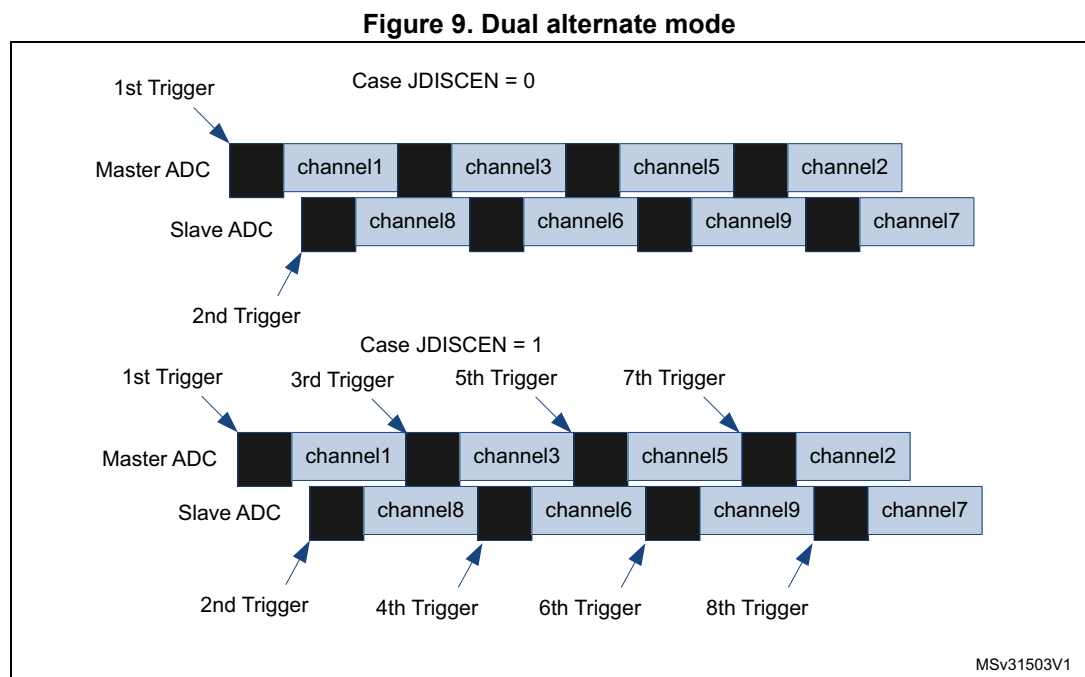 Figure 9. Dual alternate mode
Case JDISCEN = 0
1st Trigger
Master ADC channel1 channel3 channel5 channel2
Slave ADC channel8 channel6 channel9 channel7
2nd Trigger
Case JDISCEN = 1
1st Trigger 3rd Trigger 5th Trigger 7th Trigger
Master ADC channel1 channel3 channel5 channel2
Slave ADC channel8 channel6 channel9 channel7
2nd Trigger 4th Trigger 6th Trigger 8th Trigger
MSv31503V1